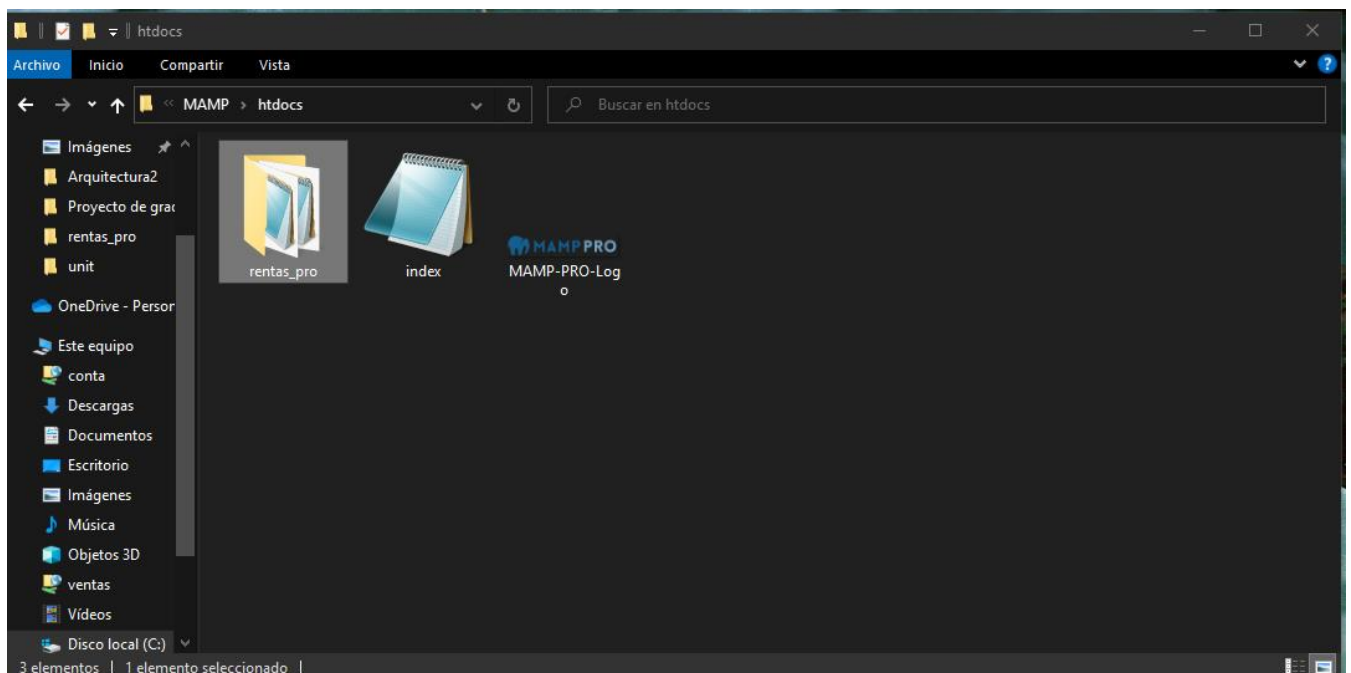 htdocs
Archivo Inicio Compartir Vista
MAMP > htdocs
Buscar en htdocs
Imágenes
Arquitectura2
Proyecto de grac
rentas_pro
unit
OneDrive - Person
Este equipo
conta
Descargas
Documentos
Escritorio
Imágenes
Música
Objetos 3D
ventas
Vídeos
Disco local (C:)
rentas_pro
index
MAMP PRO
MAMP-PRO-Log
o
3 elementos | 1 elemento seleccionado |